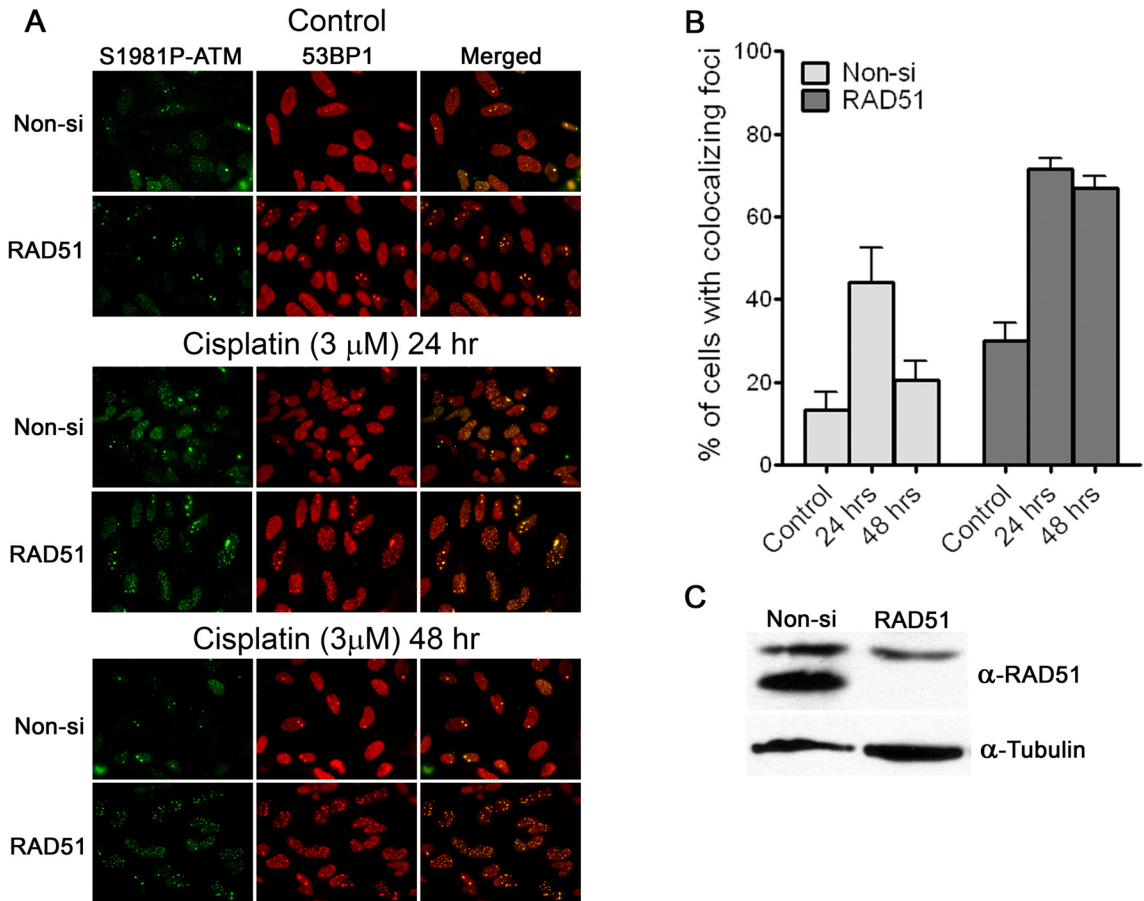 A
Control
S1981P-ATM 53BP1 Merged
Non-si
RAD51
Cisplatin (3 μM) 24 hr
Non-si
RAD51
Cisplatin (3μM) 48 hr
Non-si
RAD51
B
% of cells with colocalizing foci
100
80
60
40
20
0
Non-si
RAD51
Control 24 hrs 48 hrs Control 24 hrs 48 hrs
C
Non-si RAD51
α-RAD51
α-Tubulin